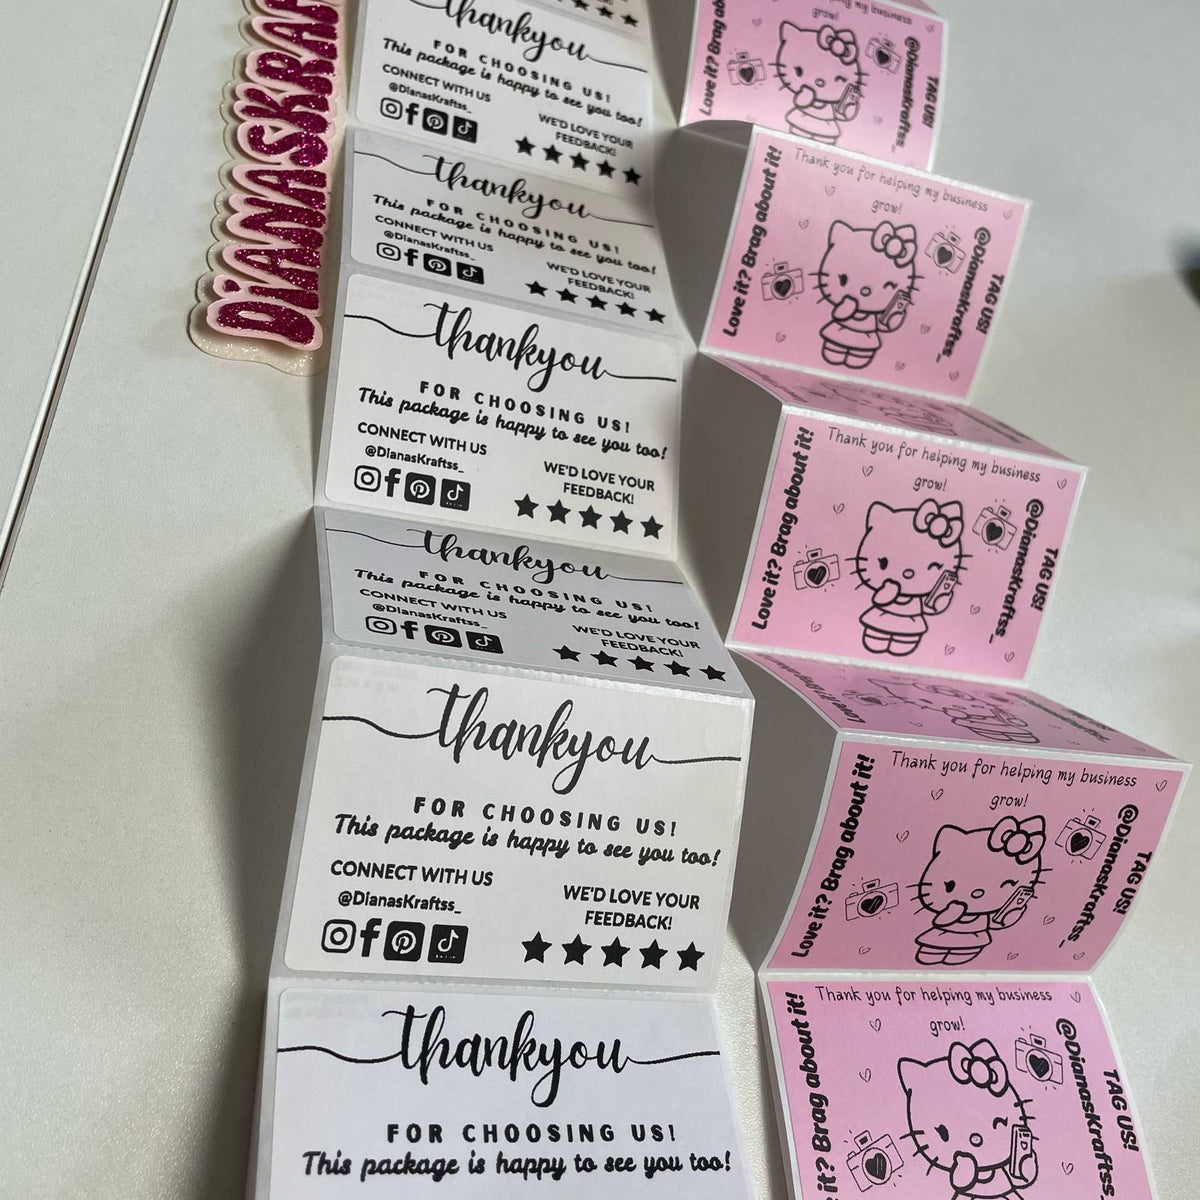 DIANASKRAF
thankyou
FOR CHOOSING US!
This package is happy to see you too!
CONNECT WITH US
@DianasKraftss_
WE'D LOVE YOUR
FEEDBACK!
thankyou
FOR CHOOSING US!
This package is happy to see you too!
CONNECT WITH US
@DianasKraftss_
WE'D LOVE YOUR
FEEDBACK!
thankyou
FOR CHOOSING US!
This package is happy to see you too!
CONNECT WITH US
@DianasKraftss_
WE'D LOVE YOUR
FEEDBACK!
thankyou
FOR CHOOSING US!
This package is happy to see you too!
CONNECT WITH US
@DianasKraftss_
WE'D LOVE YOUR
FEEDBACK!
thankyou
FOR CHOOSING US!
This package is happy to see you too!
CONNECT WITH US
@DianasKraftss_
WE'D LOVE YOUR
FEEDBACK!
thankyou
FOR CHOOSING US!
This package is happy to see you too!
helping my business
grow!
Love it? Brag
@DianasKraftss_
TAG US!
Thank you for helping my business
grow!
Love it? Brag about it!
@DianasKraftss_
TAG US!
Thank you for helping my business
grow!
Love it? Brag about it!
@DianasKraftss_
TAG US!
Love it?
Thank you for helping my business
grow!
Love it? Brag about it!
@DianasKraftss_
TAG US!
Thank you for helping my business
grow!
it? Brag about it!
@DianasKraftss
TAG US!